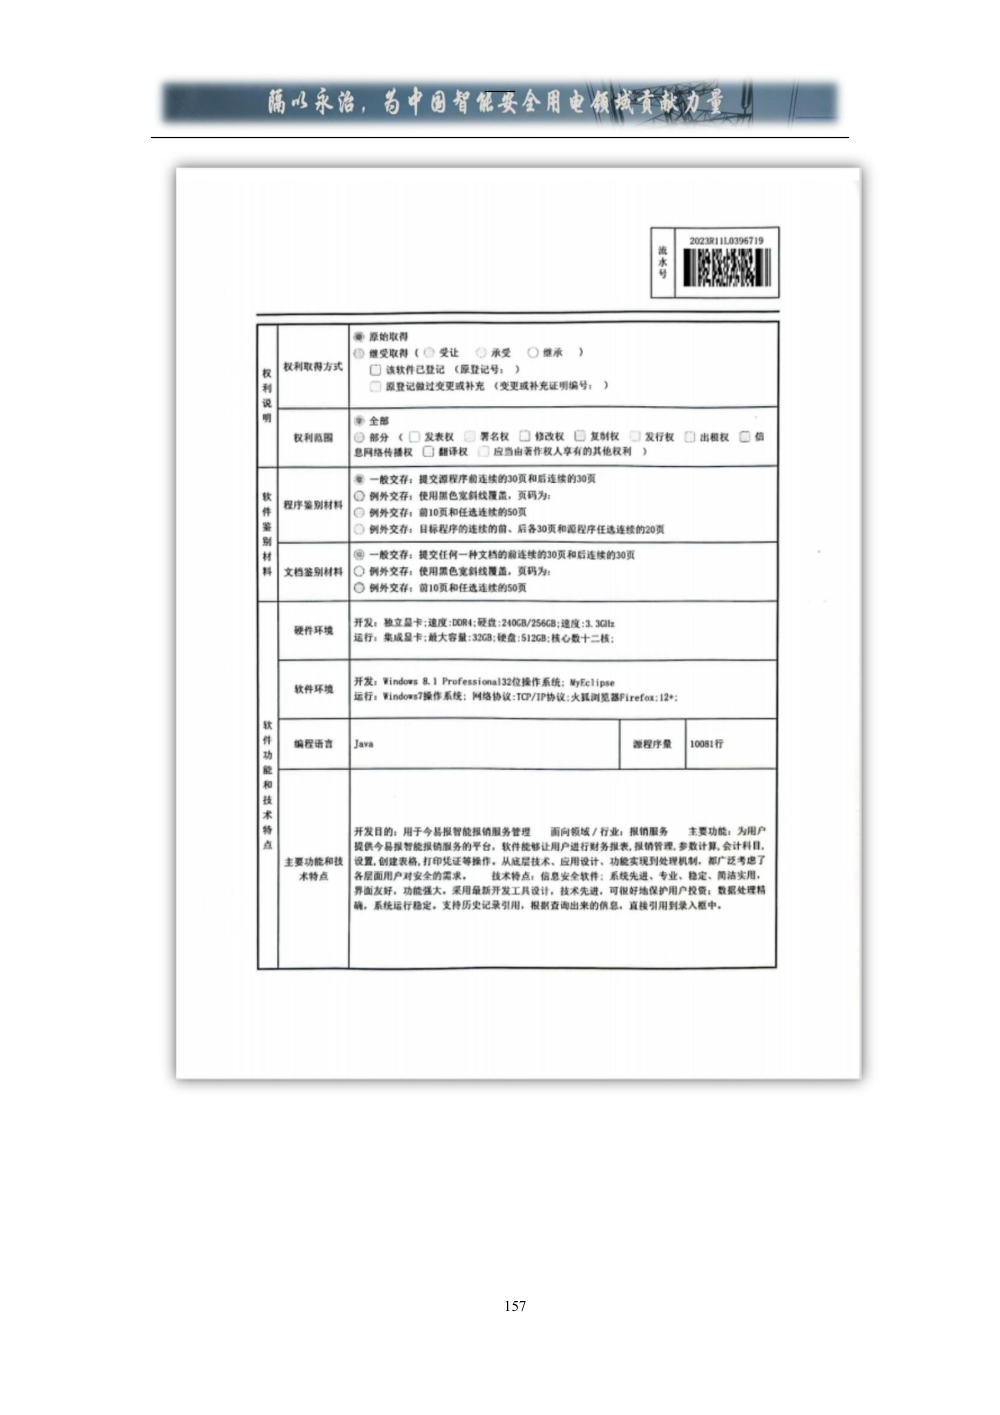 隔以永治，为中国智能安全用电领域贡献力量
流水号
2023R11L0396719
权利说明
权利取得方式
原始取得
继受取得（ 受让 承受 继承 ）
该软件已登记 （原登记号： ）
原登记做过变更或补充 （变更或补充证明编号： ）
权利范围
全部
部分 （ 发表权 署名权 修改权 复制权 发行权 出租权 信
息网络传播权 翻译权 应当由著作权人享有的其他权利 ）
软件鉴别材料
程序鉴别材料
一般交存：提交源程序前连续的30页和后连续的30页
例外交存：使用黑色宽斜线覆盖，页码为:
例外交存：前10页和任选连续的50页
例外交存：目标程序的连续的前、后各30页和源程序任选连续的20页
文档鉴别材料
一般交存：提交任何一种文档的前连续的30页和后连续的30页
例外交存：使用黑色宽斜线覆盖，页码为:
例外交存：前10页和任选连续的50页
软件功能和技术特点
硬件环境
开发：独立显卡;速度:DDR4;硬盘:240GB/256GB;速度:3.3GHz
运行：集成显卡;最大容量:32GB;硬盘:512GB;核心数十二核;
软件环境
开发：Windows 8.1 Professional32位操作系统; MyEclipse
运行：Windows7操作系统; 网络协议:TCP/IP协议;火狐浏览器Firefox;12+;
编程语言
Java
源程序量
10081行
主要功能和技
术特点
开发目的：用于今易报智能报销服务管理 面向领域／行业：报销服务 主要功能：为用户
提供今易报智能报销服务的平台，软件能够让用户进行财务报表,报销管理,参数计算,会计科目,
设置,创建表格,打印凭证等操作。从底层技术、应用设计、功能实现到处理机制，都广泛考虑了
各层面用户对安全的需求。 技术特点：信息安全软件；系统先进、专业、稳定、简洁实用，
界面友好，功能强大。采用最新开发工具设计，技术先进，可很好地保护用户投资；数据处理精
确，系统运行稳定。支持历史记录引用，根据查询出来的信息，直接引用到录入框中。
157